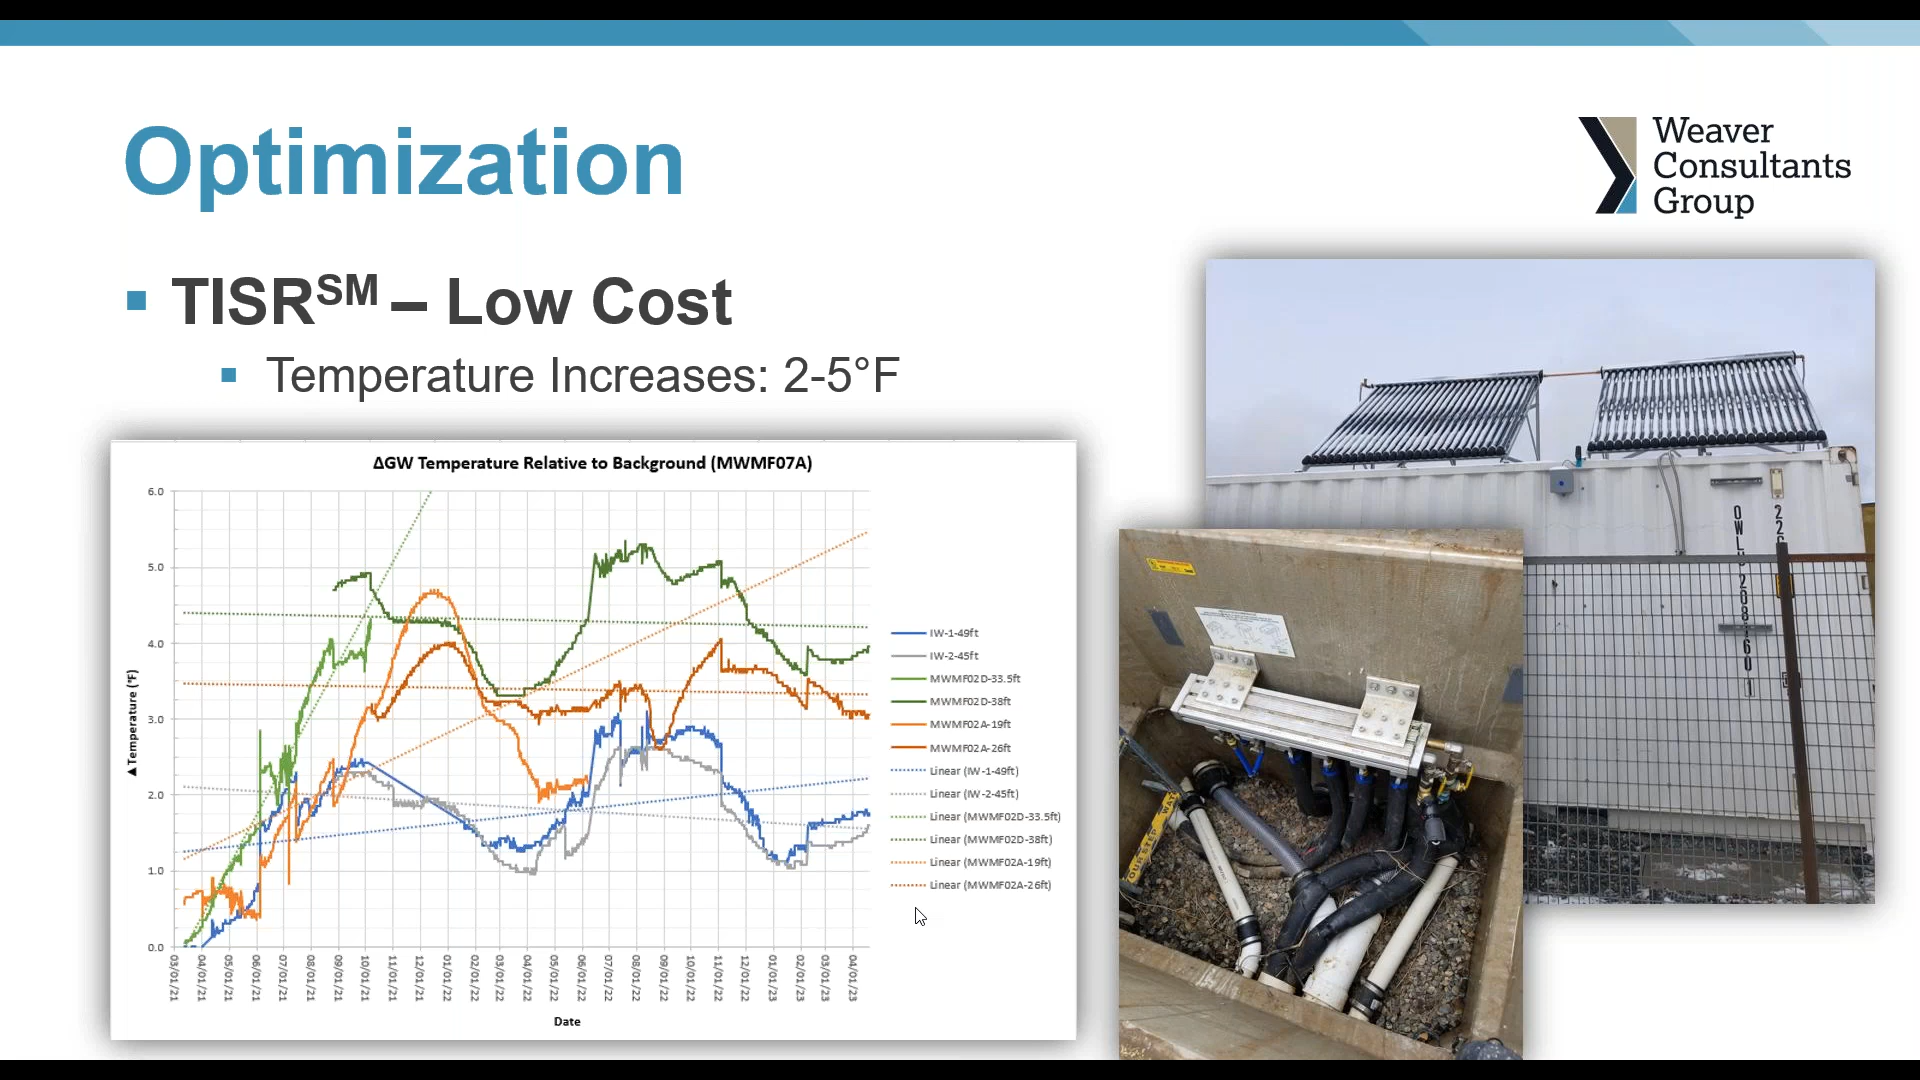 Optimization
Weaver
Consultants
Group
TISR℠ – Low Cost
Temperature Increases: 2-5°F
ΔGW Temperature Relative to Background (MWMF07A)
6.0
5.0
4.0
3.0
2.0
1.0
0.0
▲Temperature (°F)
03/01/21
04/01/21
05/01/21
06/01/21
07/01/21
08/01/21
09/01/21
10/01/21
11/01/21
12/01/21
01/01/22
02/01/22
03/01/22
04/01/22
05/01/22
06/01/22
07/01/22
08/01/22
09/01/22
10/01/22
11/01/22
12/01/22
01/01/23
02/01/23
03/01/23
04/01/23
Date
IW-1-49ft
IW-2-45ft
MWMF02D-33.5ft
MWMF02D-38ft
MWMF02A-19ft
MWMF02A-26ft
Linear (IW-1-49ft)
Linear (IW-2-45ft)
Linear (MWMF02D-33.5ft)
Linear (MWMF02D-38ft)
Linear (MWMF02A-19ft)
Linear (MWMF02A-26ft)